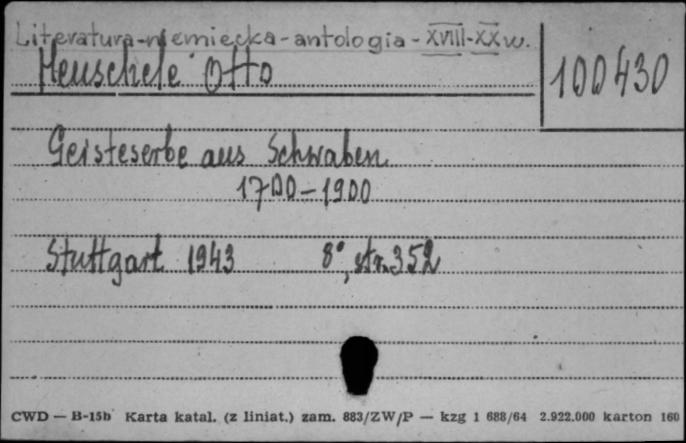 Literatura-niemiecka-antologia-XVIII-XX w.
Heuschele Otto
100430
Geisteserbe aus Schwaben
1700-1900
Stuttgart 1943 8°, str. 352
CWD — B-15b Karta katal. (z liniat.) zam. 883/ZW/P — kzg 1 688/64 2.922.000 karton 160